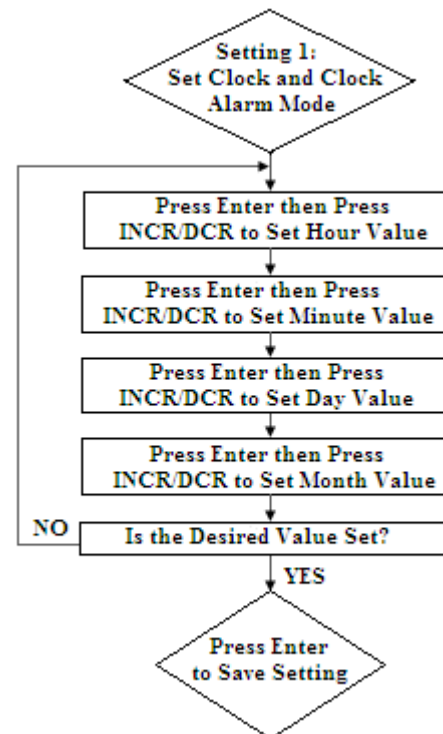 Setting 1:
Set Clock and Clock
Alarm Mode
Press Enter then Press
INCR/DCR to Set Hour Value
Press Enter then Press
INCR/DCR to Set Minute Value
Press Enter then Press
INCR/DCR to Set Day Value
Press Enter then Press
INCR/DCR to Set Month Value
NO
Is the Desired Value Set?
YES
Press Enter
to Save Setting